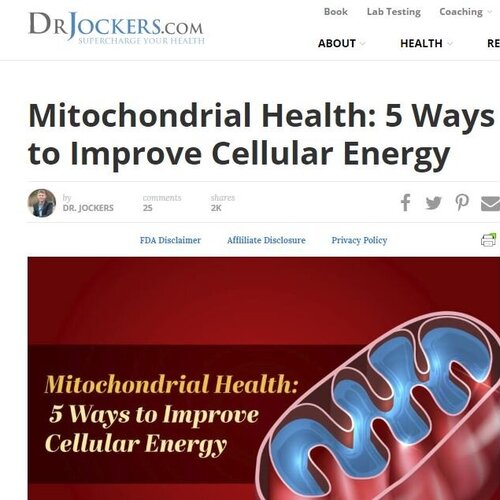 Book Lab Testing Coaching
DRJOCKERS.COM
SUPERCHARGE YOUR HEALTH
ABOUT HEALTH RE
Mitochondrial Health: 5 Ways
to Improve Cellular Energy
by comments shares
DR. JOCKERS 25 2K
FDA Disclaimer Affliliate Disclosure Privacy Policy
Mitochondrial Health:
5 Ways to Improve
Cellular Energy